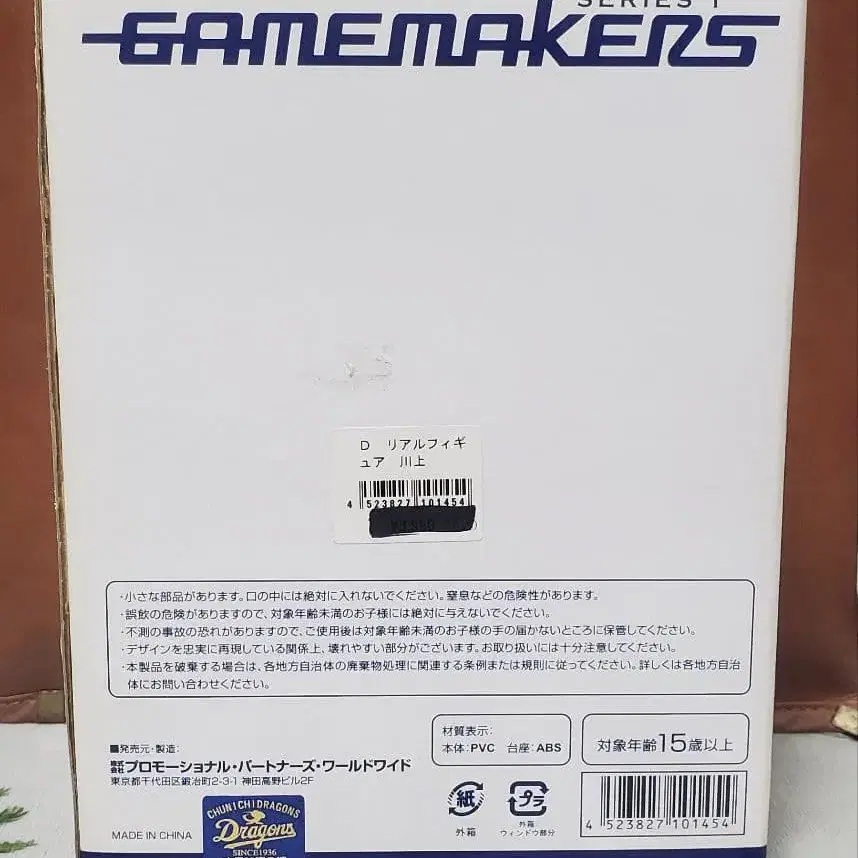 SERIES 1
GAMEMAKERS
D リアルフィギ
ュア 川上
4 523827 101454
・小さな部品があります。口の中には絶対に入れないでください。窒息などの危険性があります。
・誤飲の危険がありますので、対象年齢未満のお子様には絶対に与えないでください。
・不測の事故の恐れがありますので、ご使用後は対象年齢未満のお子様の手の届かないところに保管してください。
・デザインを忠実に再現している関係上、壊れやすい部分がございます。お取り扱いには十分注意してください。
・本製品を破棄する場合は、各地方自治体の廃棄物処理に関連する条例または規則に従ってください。詳しくは各地方自治
体にお問い合わせください。
材質表示:
本体:PVC 台座:ABS
対象年齢15歳以上
■発売元・製造:
株式会社プロモーショナル・パートナーズ・ワールドワイド
東京都千代田区鍛冶町2-3-1 神田高野ビル2F
紙
外箱
プラ
外箱
ウィンドウ部分
4 523827 101454
MADE IN CHINA
CHUNICHI DRAGONS
Dragons
SINCE1936